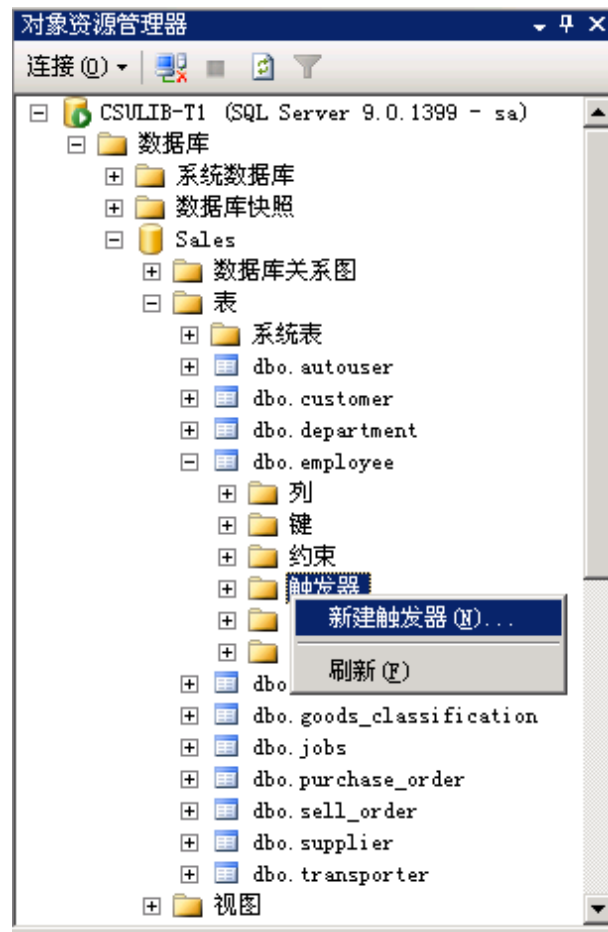 对象资源管理器
连接(O)
CSULIB-T1 (SQL Server 9.0.1399 - sa)
数据库
系统数据库
数据库快照
Sales
数据库关系图
表
系统表
dbo.autouser
dbo.customer
dbo.department
dbo.employee
列
键
约束
触发器
新建触发器(N)...
刷新(F)
dbo
dbo.goods_classification
dbo.jobs
dbo.purchase_order
dbo.sell_order
dbo.supplier
dbo.transporter
视图